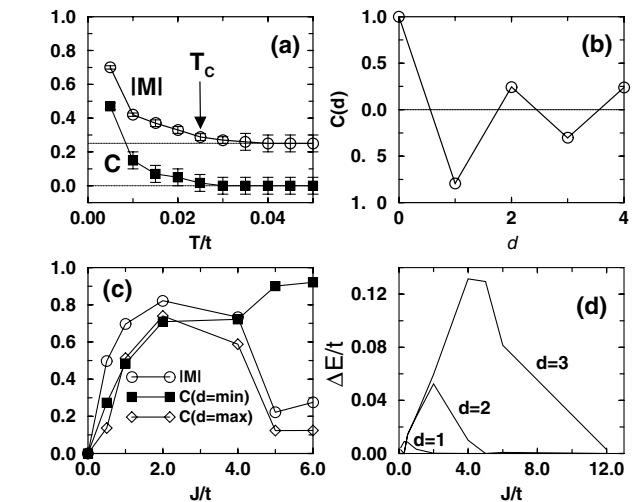 1.0
0.8
0.6
0.4
0.2
0.0
0.00
0.02
0.04
0.06
T/t
(a)
|M|
T_C
C
1.0
0.5
0.0
0.5
1. 0
0
2
4
d
C(d)
(b)
1.0
0.8
0.6
0.4
0.2
0.0
0.0
2.0
4.0
6.0
J/t
(c)
|M|
C(d=min)
C(d=max)
0.12
0.08
0.04
0.00
0.0
4.0
8.0
12.0
J/t
ΔE/t
(d)
d=3
d=2
d=1